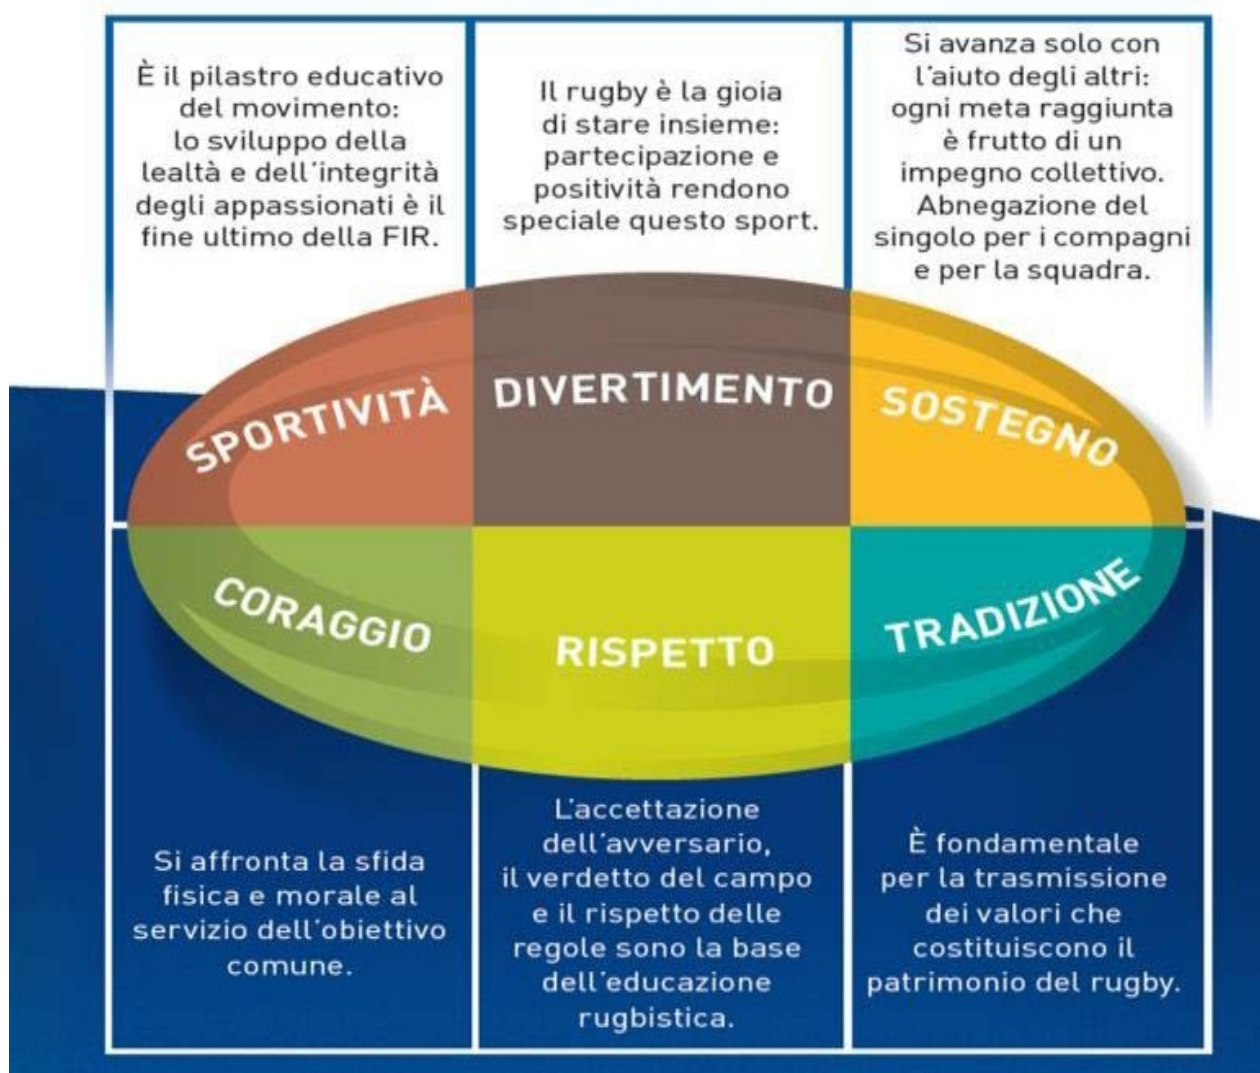 È il pilastro educativo
del movimento:
lo sviluppo della
lealtà e dell'integrità
degli appassionati è il
fine ultimo della FIR.
Il rugby è la gioia
di stare insieme:
partecipazione e
positività rendono
speciale questo sport.
Si avanza solo con
l'aiuto degli altri:
ogni meta raggiunta
è frutto di un
impegno collettivo.
Abnegazione del
singolo per i compagni
e per la squadra.
SPORTIVITÀ
DIVERTIMENTO
SOSTEGNO
CORAGGIO
RISPETTO
TRADIZIONE
Si affronta la sfida
fisica e morale al
servizio dell'obiettivo
comune.
L'accettazione
dell'avversario,
il verdetto del campo
e il rispetto delle
regole sono la base
dell'educazione
rugbistica.
È fondamentale
per la trasmissione
dei valori che
costituiscono il
patrimonio del rugby.